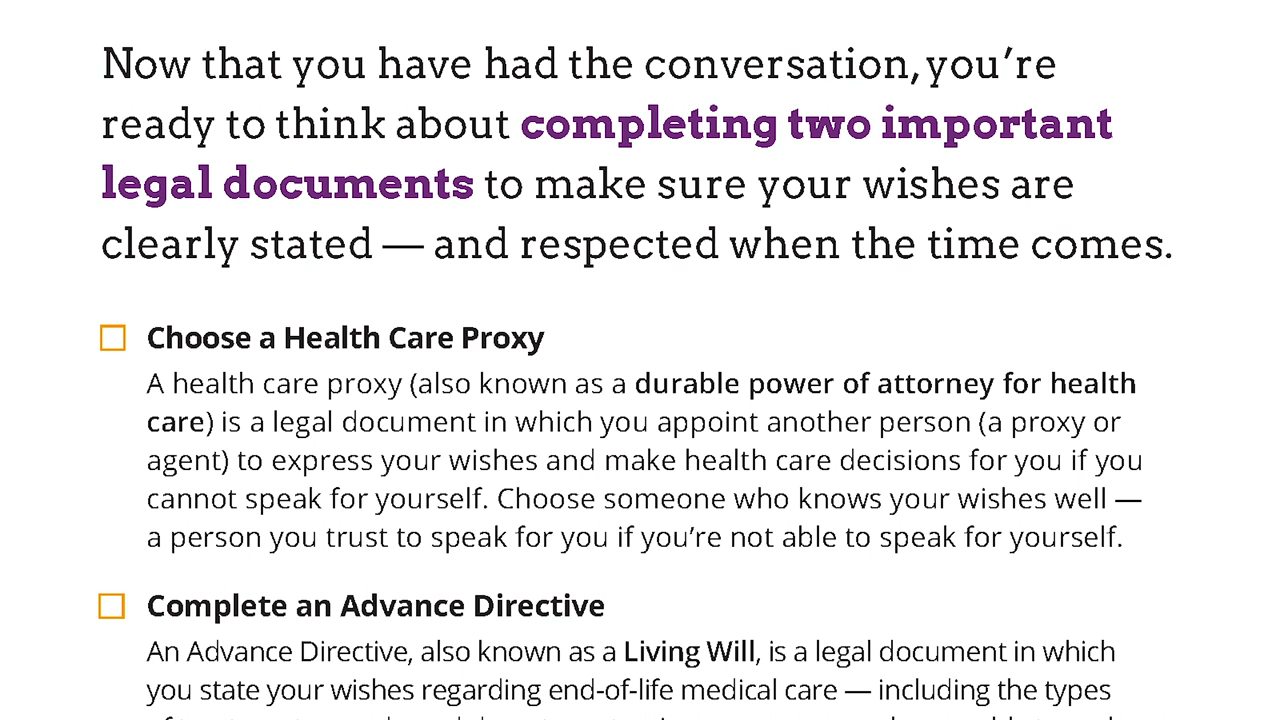 Now that you have had the conversation, you’re
ready to think about completing two important
legal documents to make sure your wishes are
clearly stated — and respected when the time comes.
Choose a Health Care Proxy
A health care proxy (also known as a durable power of attorney for health
care) is a legal document in which you appoint another person (a proxy or
agent) to express your wishes and make health care decisions for you if you
cannot speak for yourself. Choose someone who knows your wishes well —
a person you trust to speak for you if you’re not able to speak for yourself.
Complete an Advance Directive
An Advance Directive, also known as a Living Will, is a legal document in which
you state your wishes regarding end-of-life medical care — including the types